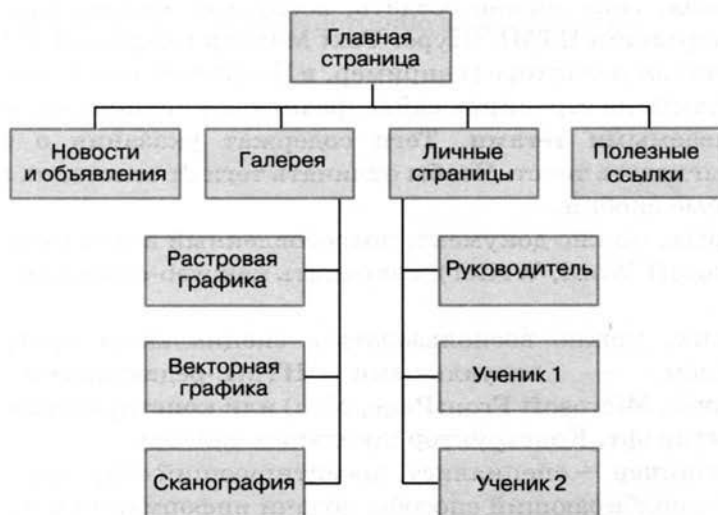 Главная
страница
Новости
и объявления
Галерея
Личные
страницы
Полезные
ссылки
Растровая
графика
Руководитель
Векторная
графика
Ученик 1
Сканография
Ученик 2